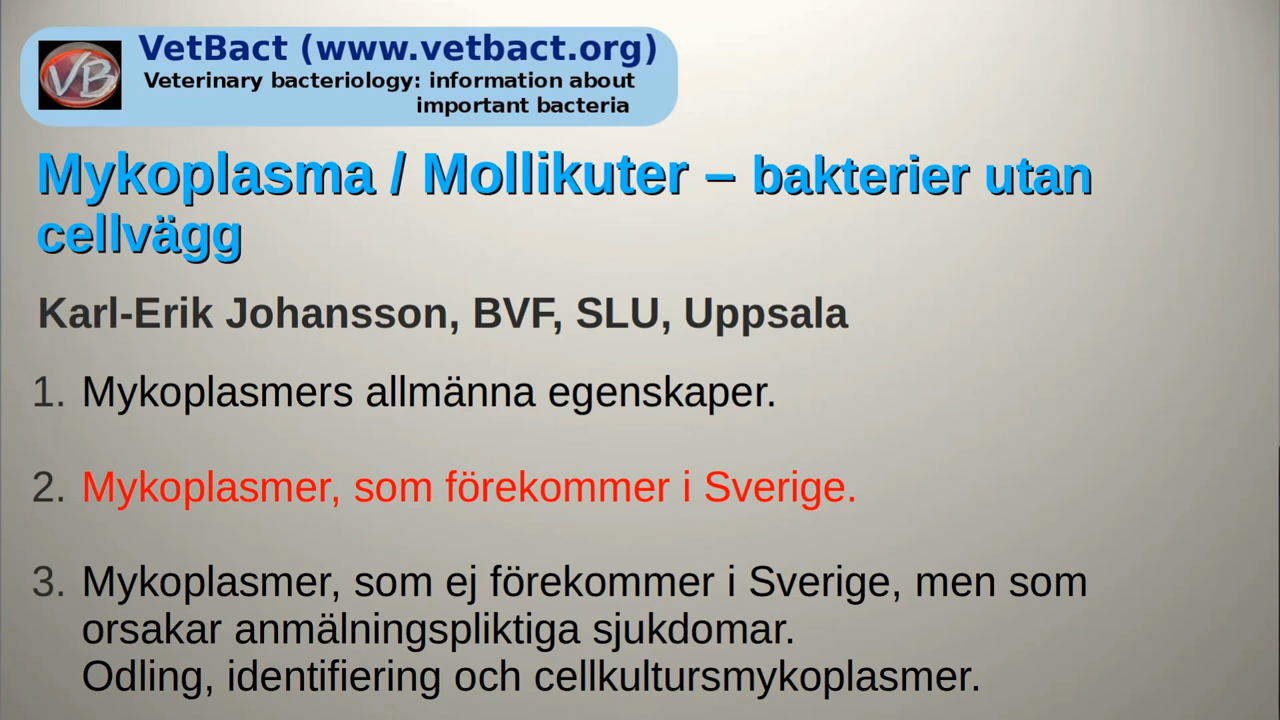 VB
VetBact (www.vetbact.org)
Veterinary bacteriology: information about
important bacteria
Mykoplasma / Mollikuter – bakterier utan
cellvägg
Karl-Erik Johansson, BVF, SLU, Uppsala
1. Mykoplasmers allmänna egenskaper.
2. Mykoplasmer, som förekommer i Sverige.
3. Mykoplasmer, som ej förekommer i Sverige, men som
orsakar anmälningspliktiga sjukdomar.
Odling, identifiering och cellkultursmykoplasmer.